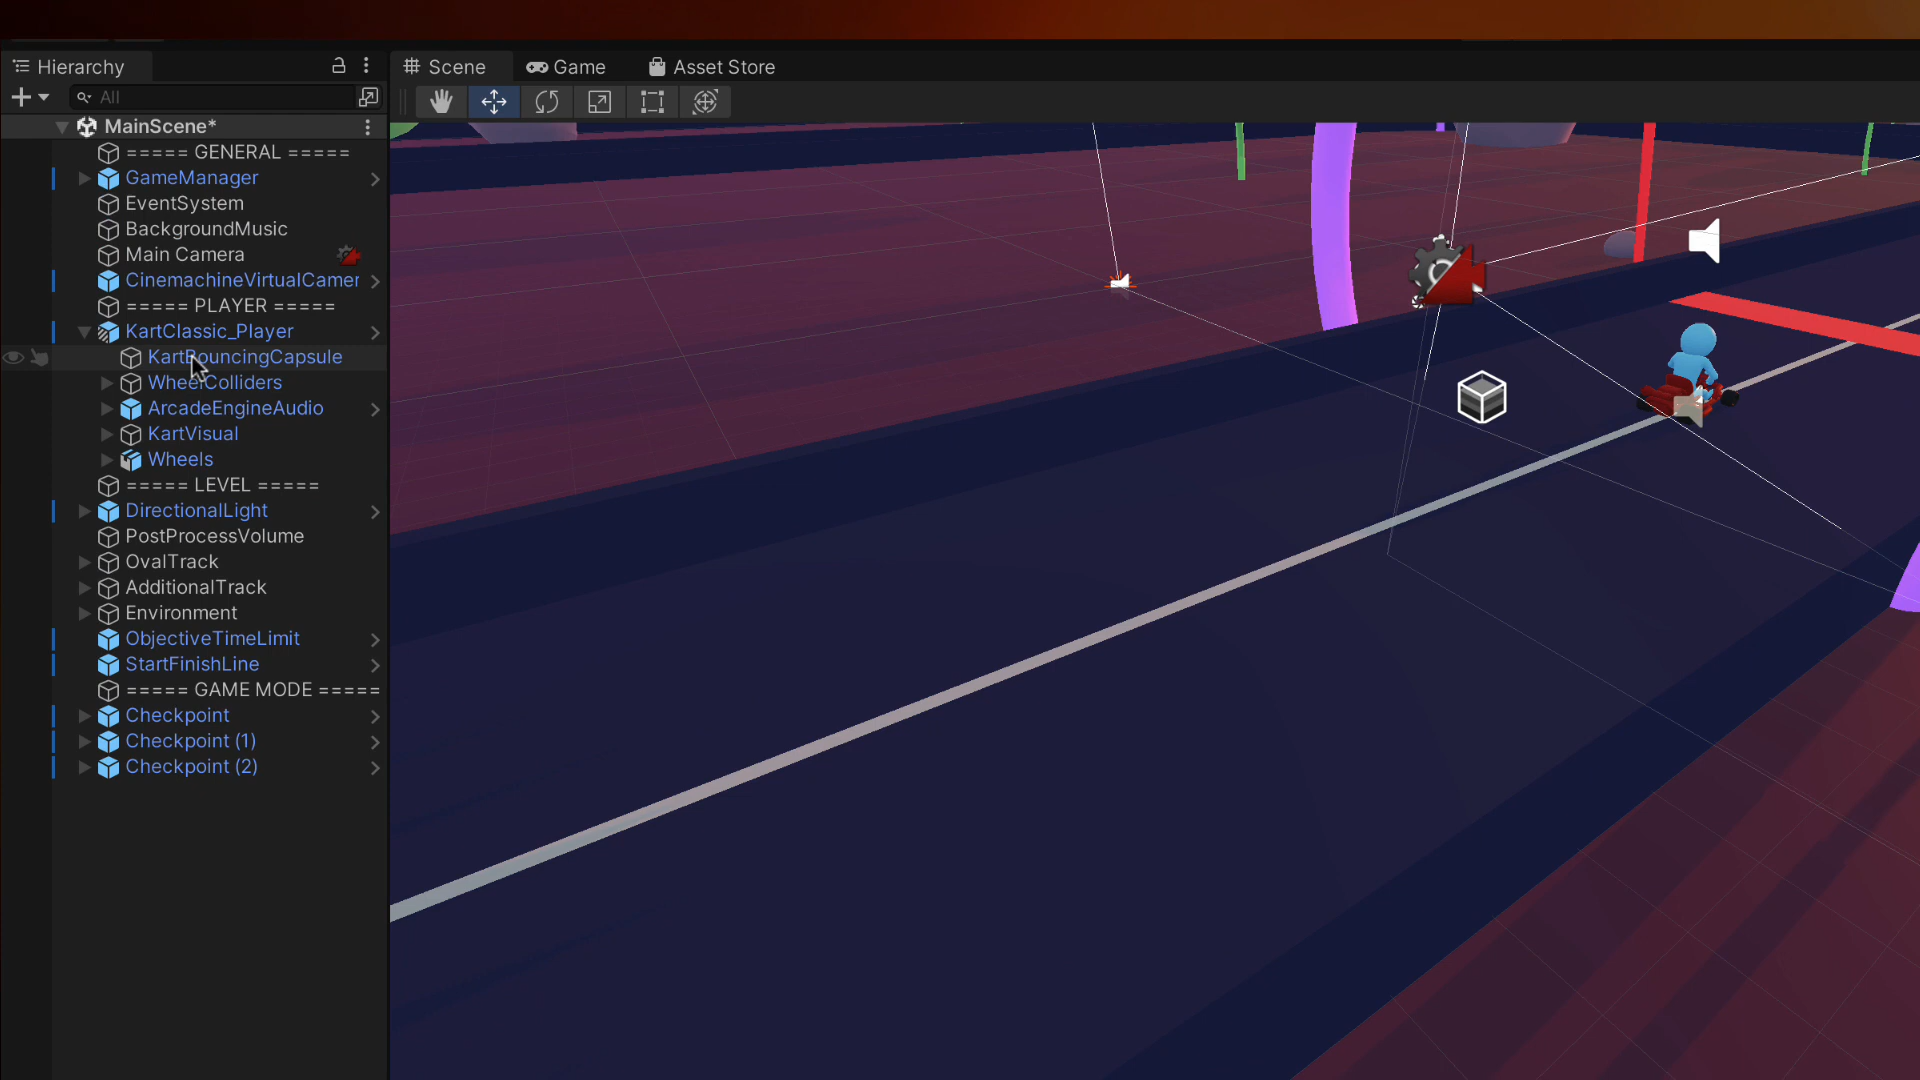 Hierarchy
Scene
Game
Asset Store
All
MainScene*
===== GENERAL =====
GameManager
EventSystem
BackgroundMusic
Main Camera
CinemachineVirtualCamer
===== PLAYER =====
KartClassic_Player
KartBouncingCapsule
WheelColliders
ArcadeEngineAudio
KartVisual
Wheels
===== LEVEL =====
DirectionalLight
PostProcessVolume
OvalTrack
AdditionalTrack
Environment
ObjectiveTimeLimit
StartFinishLine
===== GAME MODE =====
Checkpoint
Checkpoint (1)
Checkpoint (2)